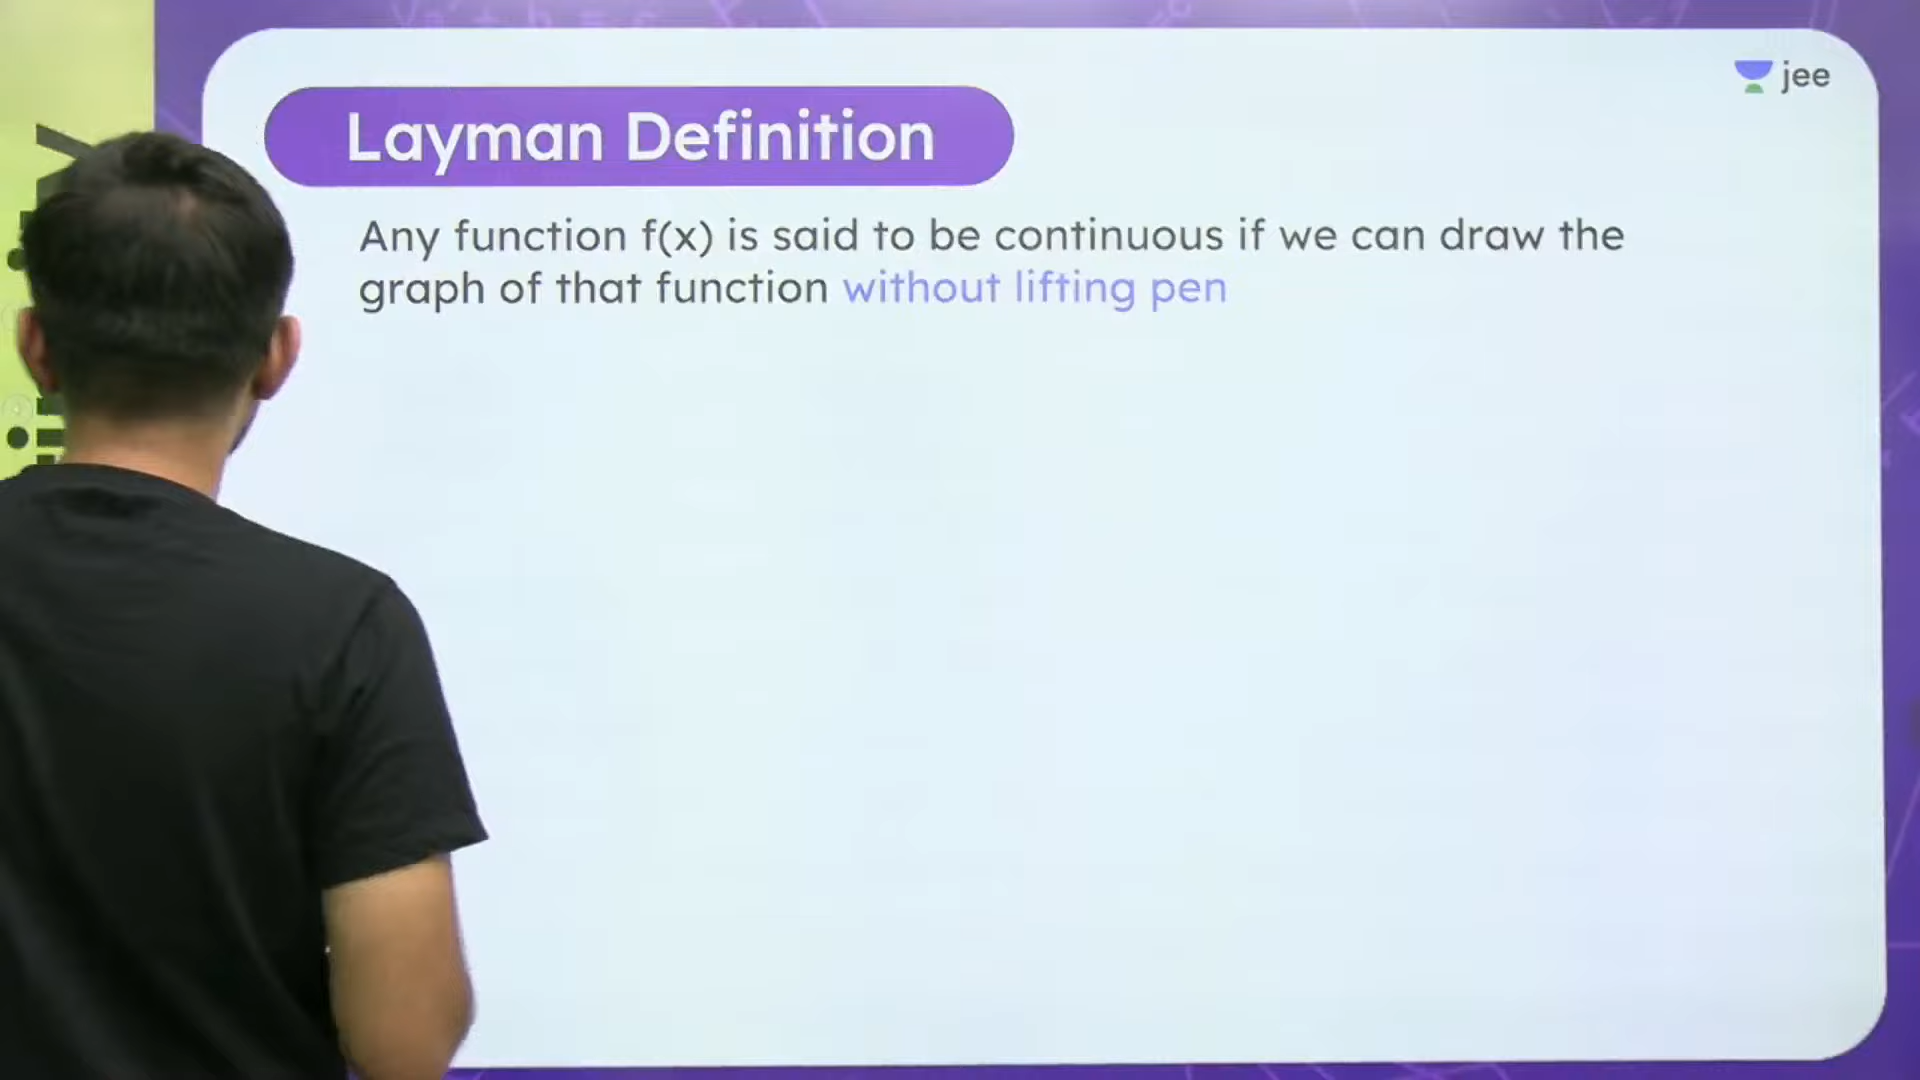 jee
Layman Definition
Any function f(x) is said to be continuous if we can draw the
graph of that function without lifting pen